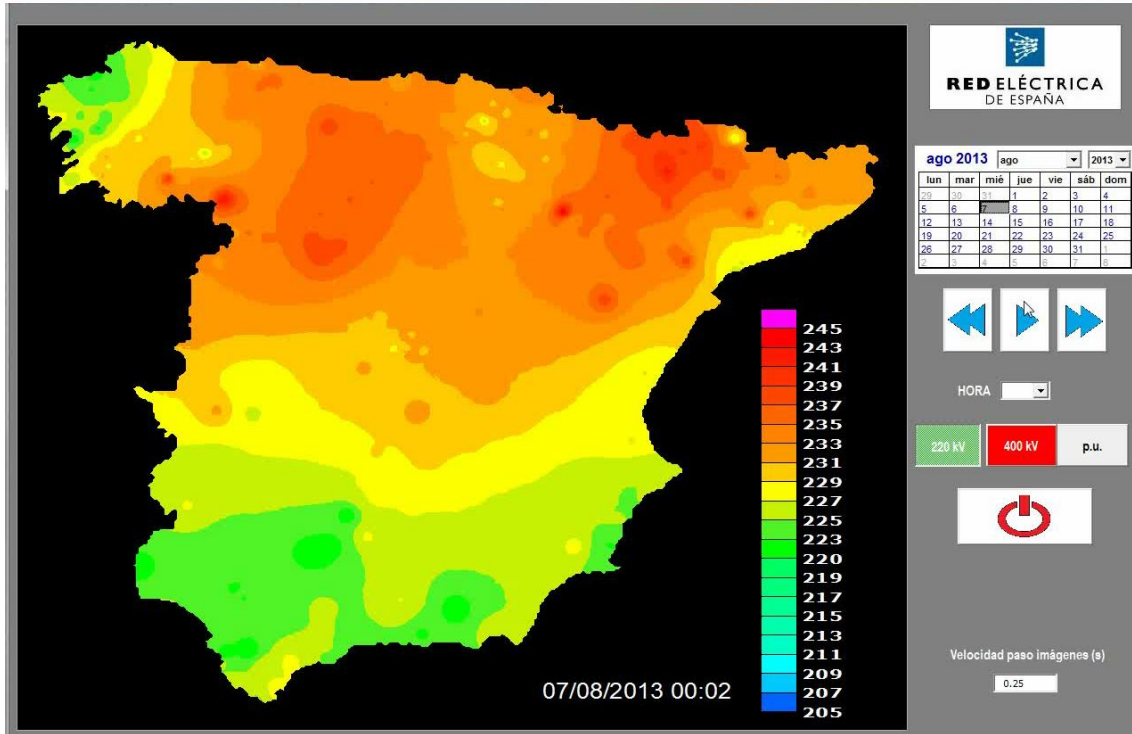 RED ELÉCTRICA
DE ESPAÑA
ago 2013 ago 2013
lun mar mié jue vie sáb dom
29 30 31 1 2 3 4
5 6 7 8 9 10 11
12 13 14 15 16 17 18
19 20 21 22 23 24 25
26 27 28 29 30 31 1
2 3 4 5 6 7 8
HORA
220 kV 400 kV p.u.
Velocidad paso imágenes (s)
0.25
245
243
241
239
237
235
233
231
229
227
225
223
220
219
217
215
213
211
209
207
205
07/08/2013 00:02